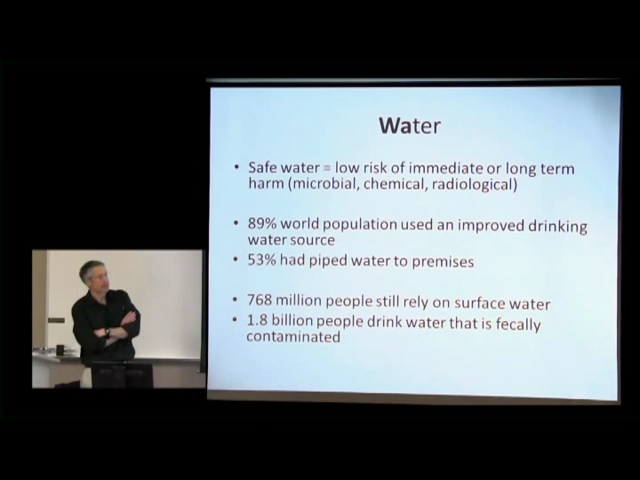 Water
• Safe water = low risk of immediate or long term
harm (microbial, chemical, radiological)
• 89% world population used an improved drinking
water source
• 53% had piped water to premises
• 768 million people still rely on surface water
• 1.8 billion people drink water that is fecally
contaminated